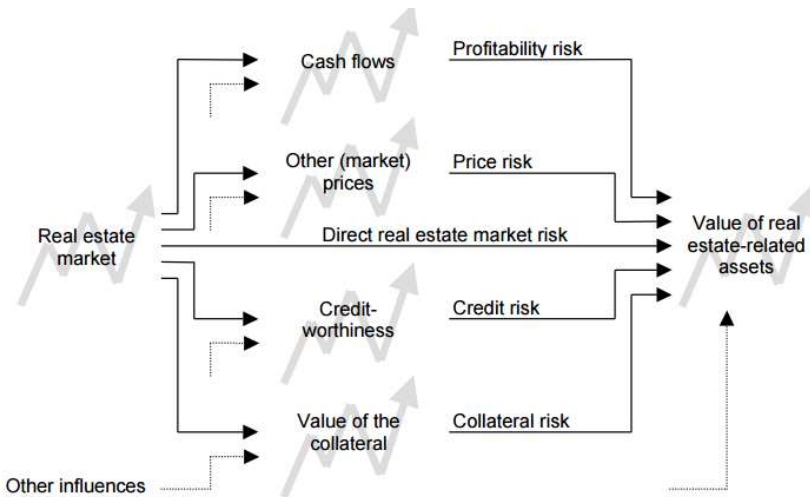 Cash flows
Profitability risk
Other (market)
prices
Price risk
Real estate
market
Direct real estate market risk
Value of real
estate-related
assets
Credit-
worthiness
Credit risk
Value of the
collateral
Collateral risk
Other influences